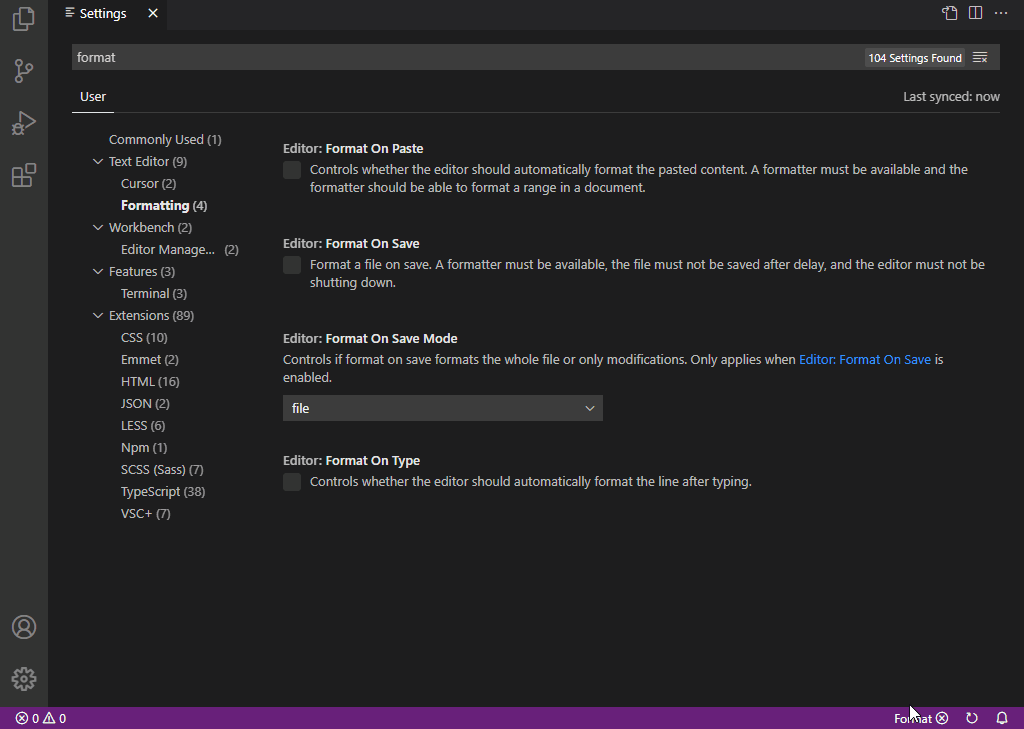 Settings
format
104 Settings Found
User
Last synced: now
Commonly Used (1)
Text Editor (9)
Cursor (2)
Formatting (4)
Workbench (2)
Editor Manage... (2)
Features (3)
Terminal (3)
Extensions (89)
CSS (10)
Emmet (2)
HTML (16)
JSON (2)
LESS (6)
Npm (1)
SCSS (Sass) (7)
TypeScript (38)
VSC+ (7)
Editor: Format On Paste
Controls whether the editor should automatically format the pasted content. A formatter must be available and the
formatter should be able to format a range in a document.
Editor: Format On Save
Format a file on save. A formatter must be available, the file must not be saved after delay, and the editor must not be
shutting down.
Editor: Format On Save Mode
Controls if format on save formats the whole file or only modifications. Only applies when Editor: Format On Save is
enabled.
file
Editor: Format On Type
Controls whether the editor should automatically format the line after typing.
0 0
Format